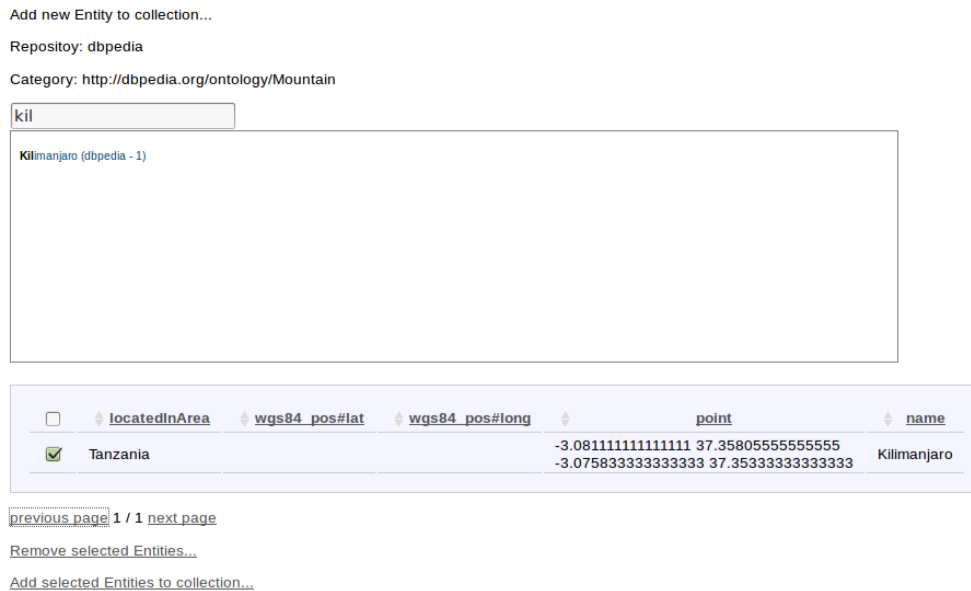 Add new Entity to collection...
Repositoy: dbpedia
Category: http://dbpedia.org/ontology/Mountain
kil
Kilimanjaro (dbpedia - 1)
locatedInArea wgs84_pos#lat wgs84_pos#long point name
Tanzania -3.081111111111111 37.35805555555555 Kilimanjaro
-3.075833333333333 37.35333333333333
previous page 1 / 1 next page
Remove selected Entities...
Add selected Entities to collection...